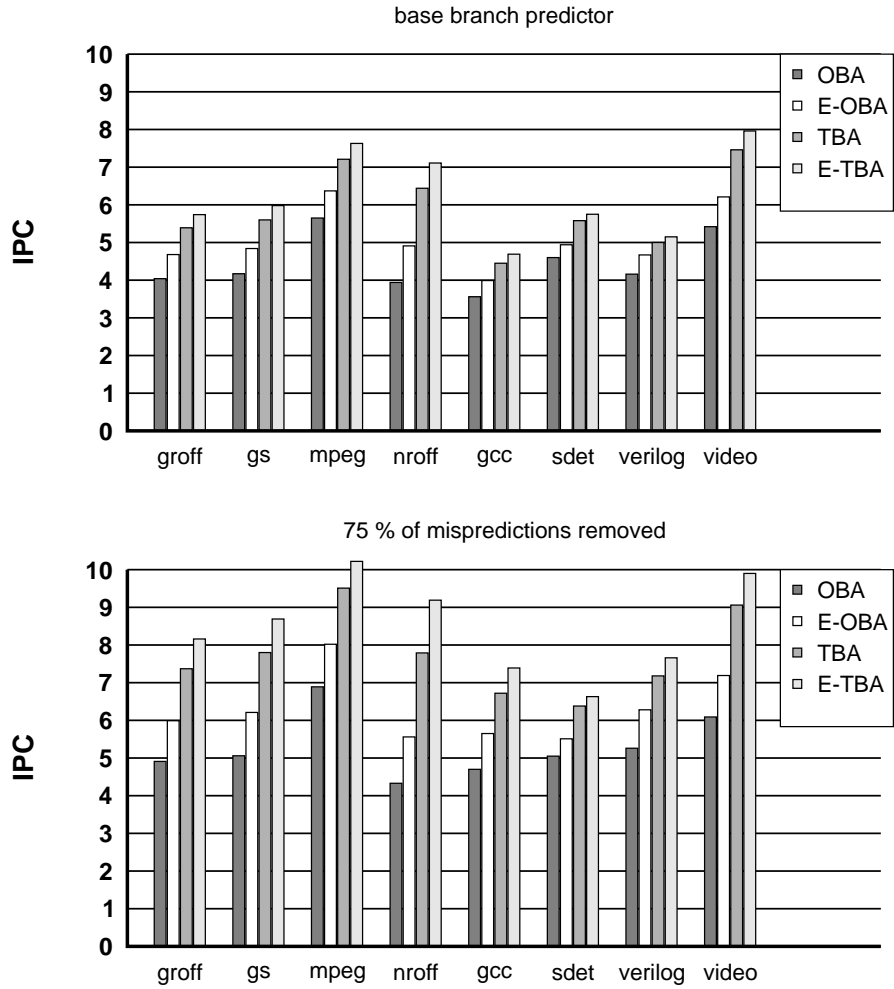 base branch predictor
10
9
8
7
6
5
4
3
2
1
0
IPC
OBA
E-OBA
TBA
E-TBA
groff gs mpeg nroff gcc sdet verilog video
75 % of mispredictions removed
10
9
8
7
6
5
4
3
2
1
0
IPC
OBA
E-OBA
TBA
E-TBA
groff gs mpeg nroff gcc sdet verilog video